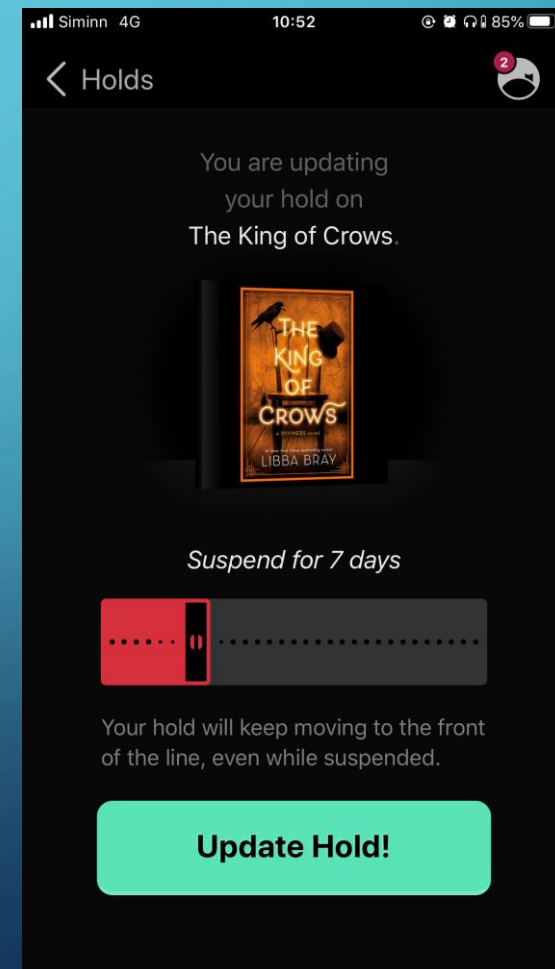 Siminn 4G 10:52 85%
Holds
2
You are updating
your hold on
The King of Crows.
THE
KING
OF
CROWS
a DIVINERS novel
LIBBA BRAY
Suspend for 7 days
Your hold will keep moving to the front
of the line, even while suspended.
Update Hold!